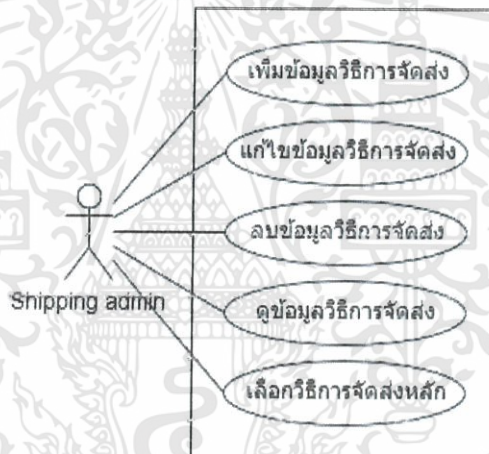 เพิ่มข้อมูลวิธีการจัดส่ง
แก้ไขข้อมูลวิธีการจัดส่ง
ลบข้อมูลวิธีการจัดส่ง
Shipping admin
ดูข้อมูลวิธีการจัดส่ง
เลือกวิธีการจัดส่งหลัก